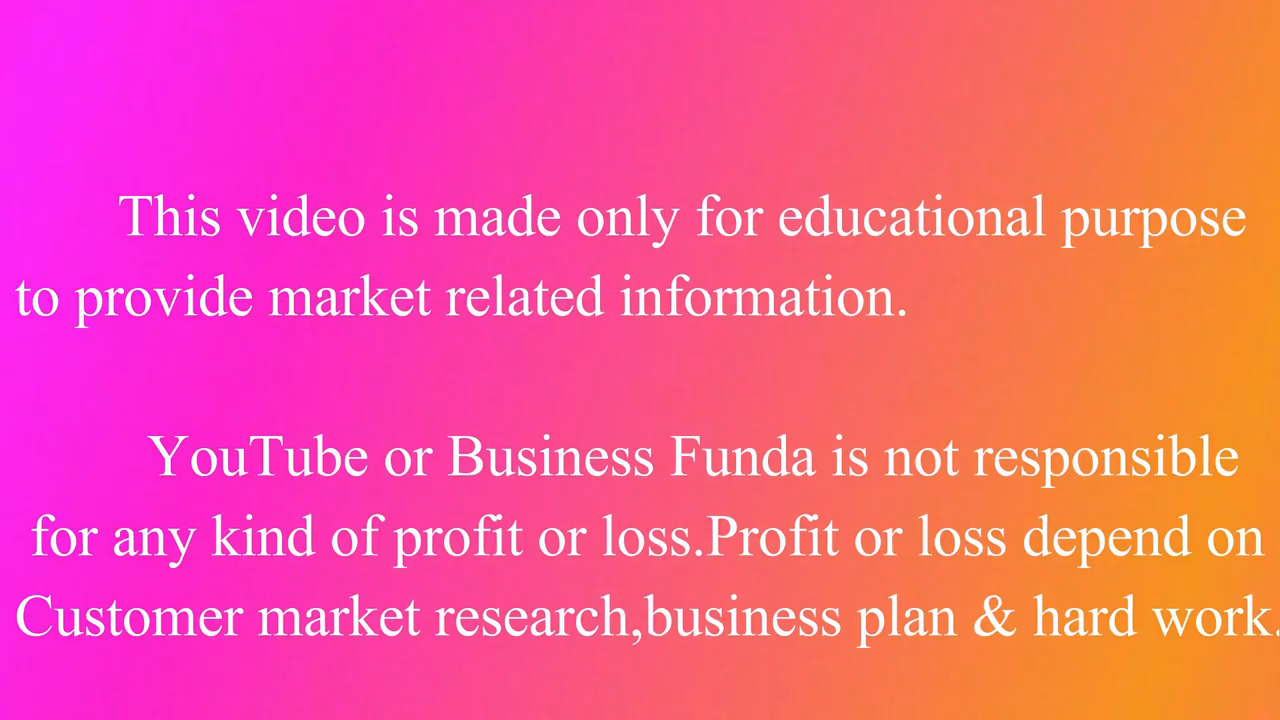 This video is made only for educational purpose
to provide market related information.
YouTube or Business Funda is not responsible
for any kind of profit or loss.Profit or loss depend on
Customer market research,business plan & hard work.